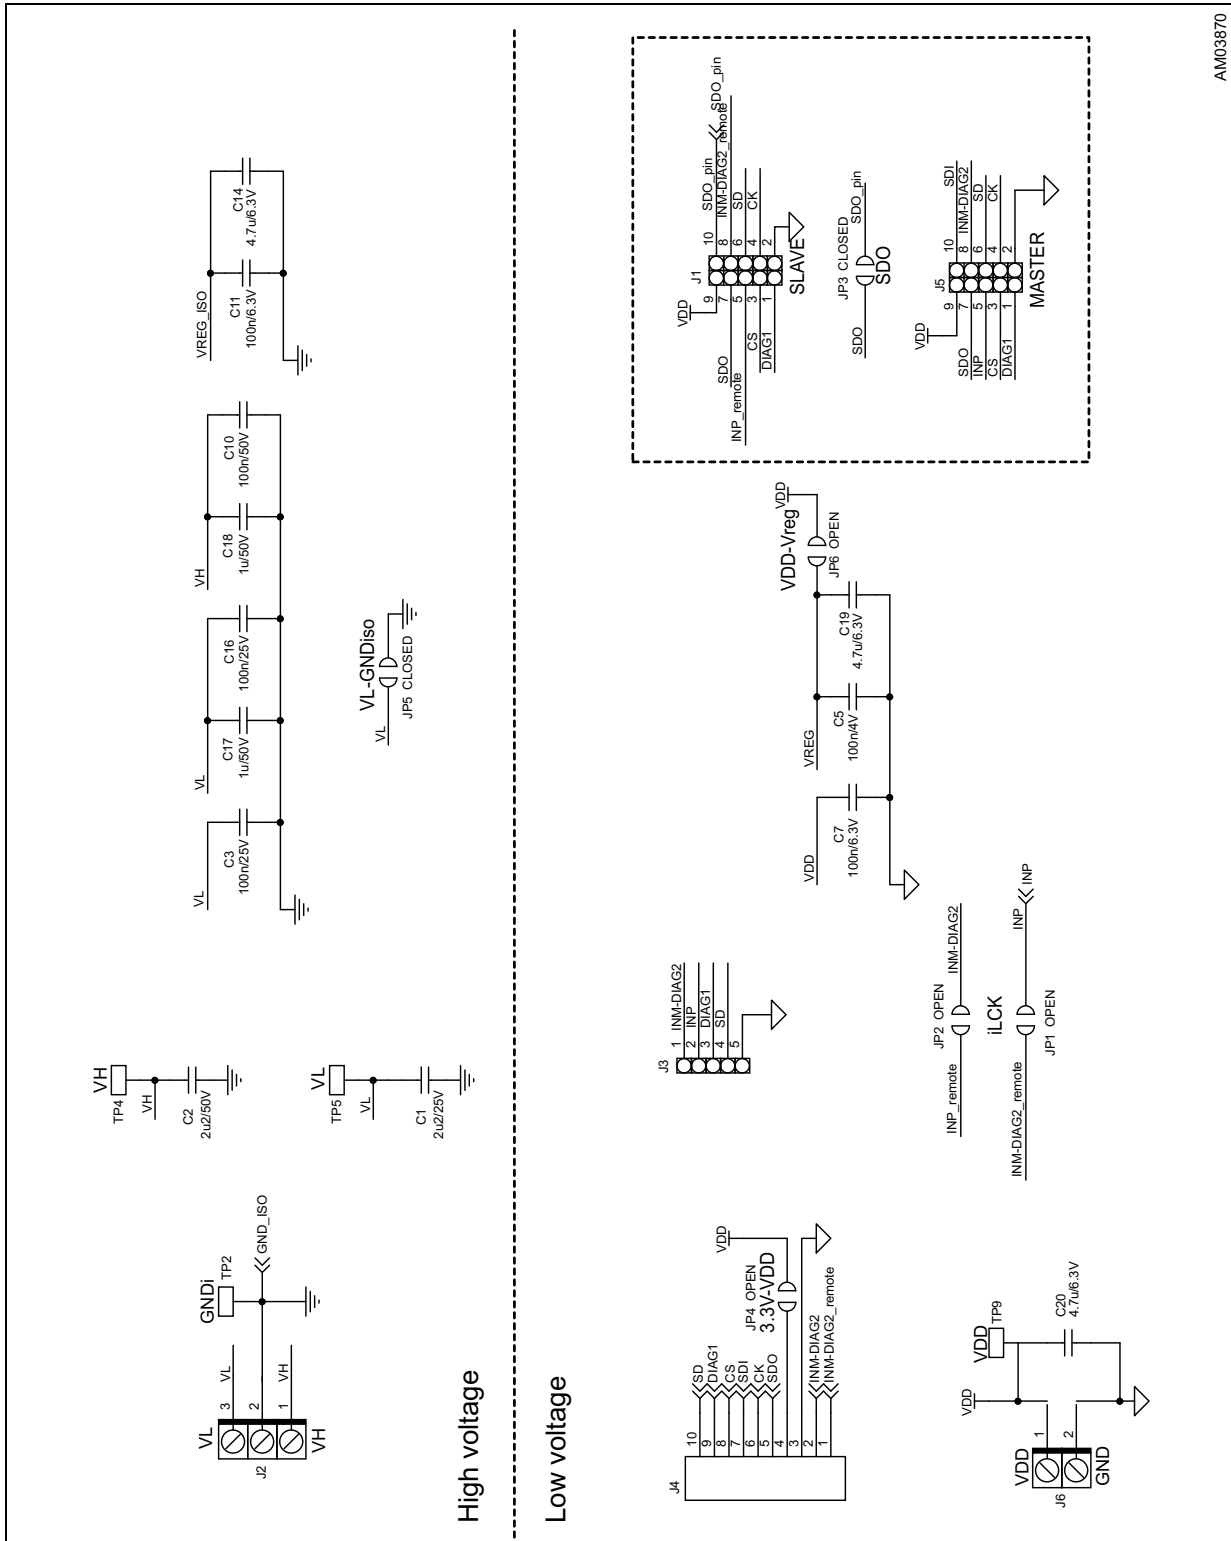 AM03870
High voltage
VL
3
VL
2
1
VH
VH
J2
GNDi
TP2
GND_ISO
VH
TP4
VH
C2
2u2/50V
VL
TP5
VL
C1
2u2/25V
VL
C3
100n/25V
VL
C17
1u/50V
C16
100n/25V
VH
C18
1u/50V
C10
100n/50V
VL-GNDiso
VL
JP5 CLOSED
VREG_ISO
C11
100n/6.3V
C14
4.7u/6.3V
Low voltage
J4
10
SD
9
DIAG1
8
CS
7
SDI
6
CK
5
SDO
4
3
2
INM-DIAG2
1
INM-DIAG2_remote
JP4 OPEN
3.3V-VDD
VDD
J3
1
INM-DIAG2
2
INP
3
DIAG1
4
SD
5
VDD
C7
100n/6.3V
VREG
C5
100n/4V
C19
4.7u/6.3V
VDD-Vreg
JP6 OPEN
VDD
J1
VDD
9
10
SDO_pin
SDO_pin
SDO
7
8
INM-DIAG2_remote
INP_remote
5
6
SD
CS
3
4
CK
DIAG1
1
2
SLAVE
JP3 CLOSED
SDO
SDO_pin
SDO
J5
VDD
9
10
SDI
SDO
7
8
INM-DIAG2
INP
5
6
SD
CS
3
4
CK
DIAG1
1
2
MASTER
VDD
1
2
GND
J6
VDD
VDD
TP9
C20
4.7u/6.3V
INP_remote
JP2 OPEN
INM-DIAG2
iLCK
INM-DIAG2_remote
JP1 OPEN
INP
INP